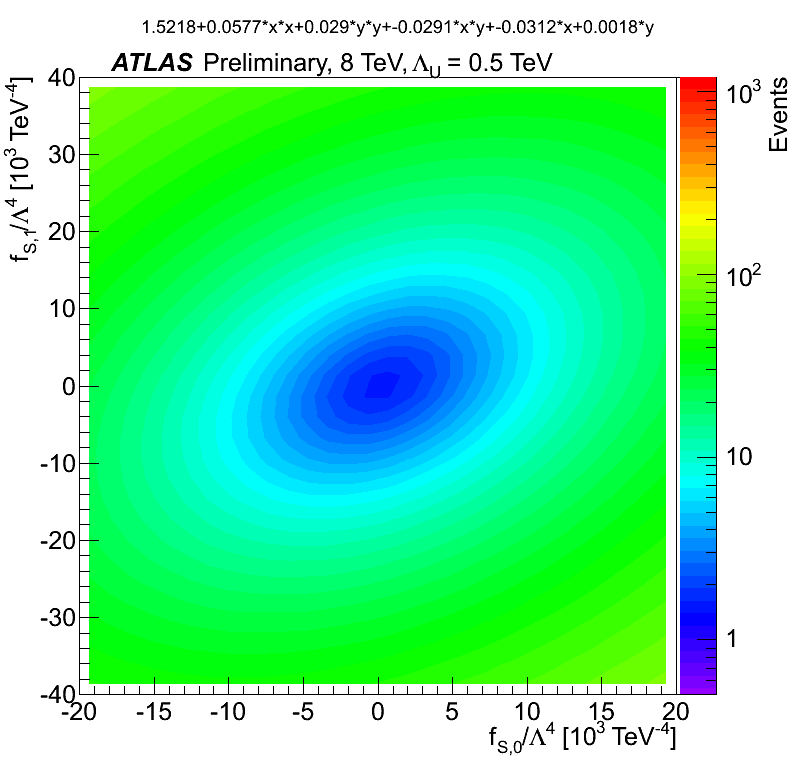 1.5218+0.0577*x*x+0.029*y*y+-0.0291*x*y+-0.0312*x+0.0018*y
ATLAS Preliminary, 8 TeV, Λ_U = 0.5 TeV
f_S,1/Λ^4 [10^3 TeV^-4]
40
30
20
10
0
-10
-20
-30
-40
-20 -15 -10 -5 0 5 10 15 20
f_S,0/Λ^4 [10^3 TeV^-4]
10^3
10^2
10
1
Events